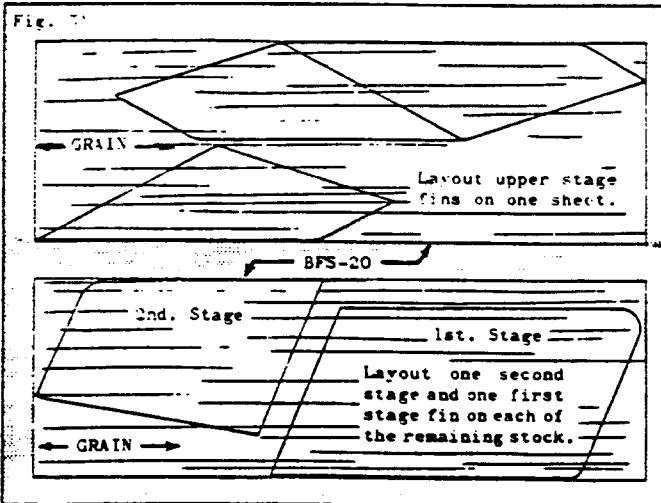 Fig.
GRAIN
Layout upper stage
fins on one sheet.
BFS-20
2nd. Stage
1st. Stage
Layout one second
stage and one first
stage fin on each of
the remaining stock.
GRAIN